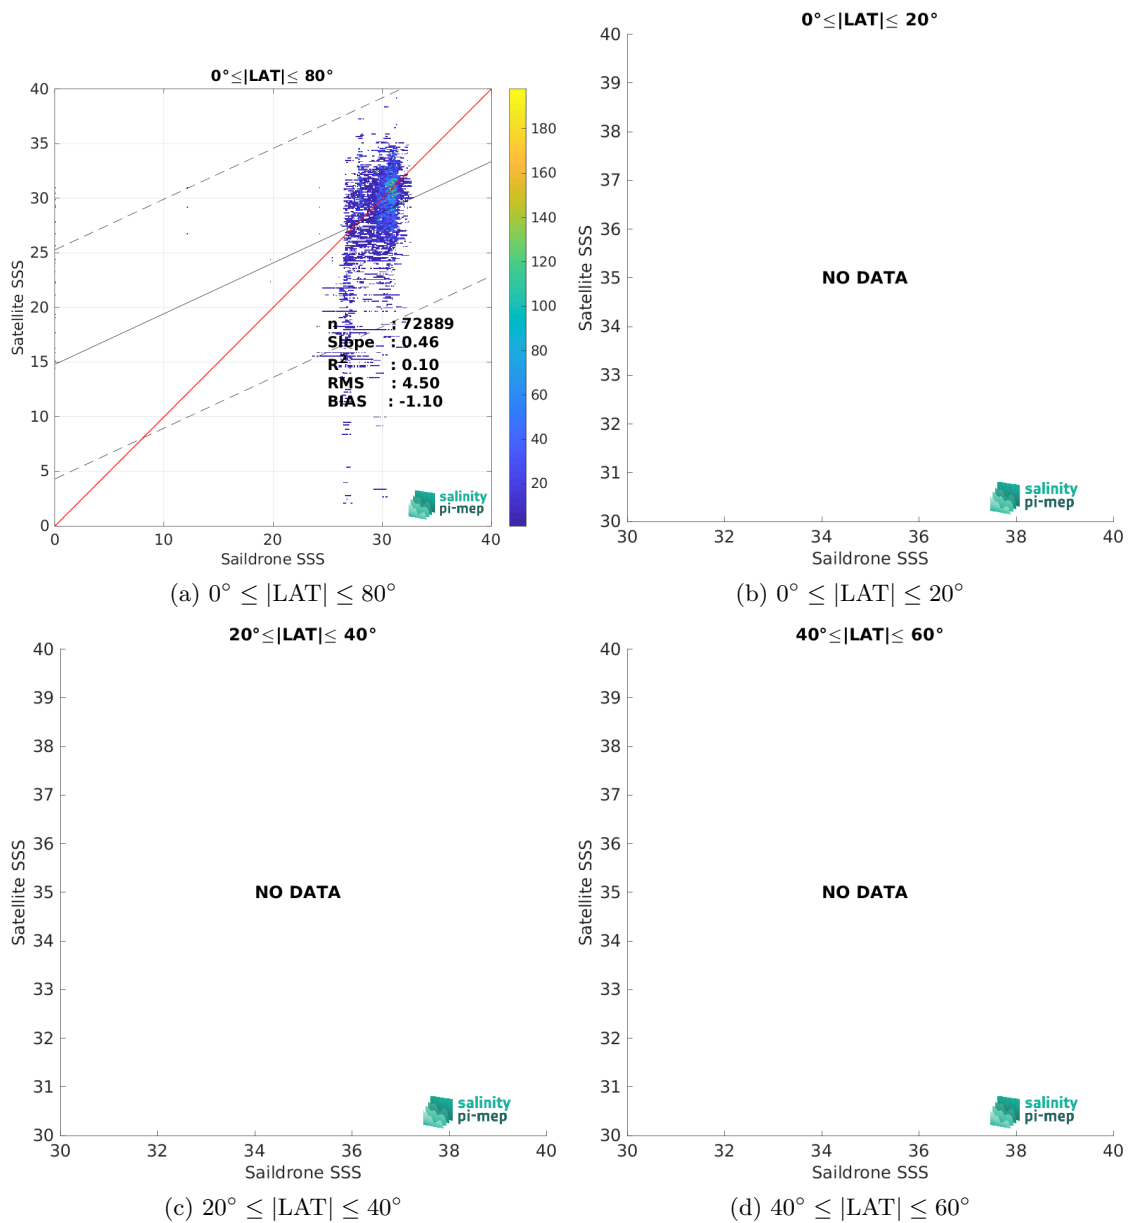 0°≤|LAT|≤ 80°
40
35
30
25
20
15
10
5
0
Satellite SSS
0
10
20
30
40
Saildrone SSS
n : 72889
Slope : 0.46
R2 : 0.10
RMS : 4.50
BIAS : -1.10
180
160
140
120
100
80
60
40
20
salinity
pi-mep
(a) 0° ≤ |LAT| ≤ 80°
0°≤|LAT|≤ 20°
40
39
38
37
36
35
34
33
32
31
30
Satellite SSS
NO DATA
salinity
pi-mep
30
32
34
36
38
40
Saildrone SSS
(b) 0° ≤ |LAT| ≤ 20°
20°≤|LAT|≤ 40°
40
39
38
37
36
35
34
33
32
31
30
Satellite SSS
NO DATA
salinity
pi-mep
30
32
34
36
38
40
Saildrone SSS
(c) 20° ≤ |LAT| ≤ 40°
40°≤|LAT|≤ 60°
40
39
38
37
36
35
34
33
32
31
30
Satellite SSS
NO DATA
salinity
pi-mep
30
32
34
36
38
40
Saildrone SSS
(d) 40° ≤ |LAT| ≤ 60°